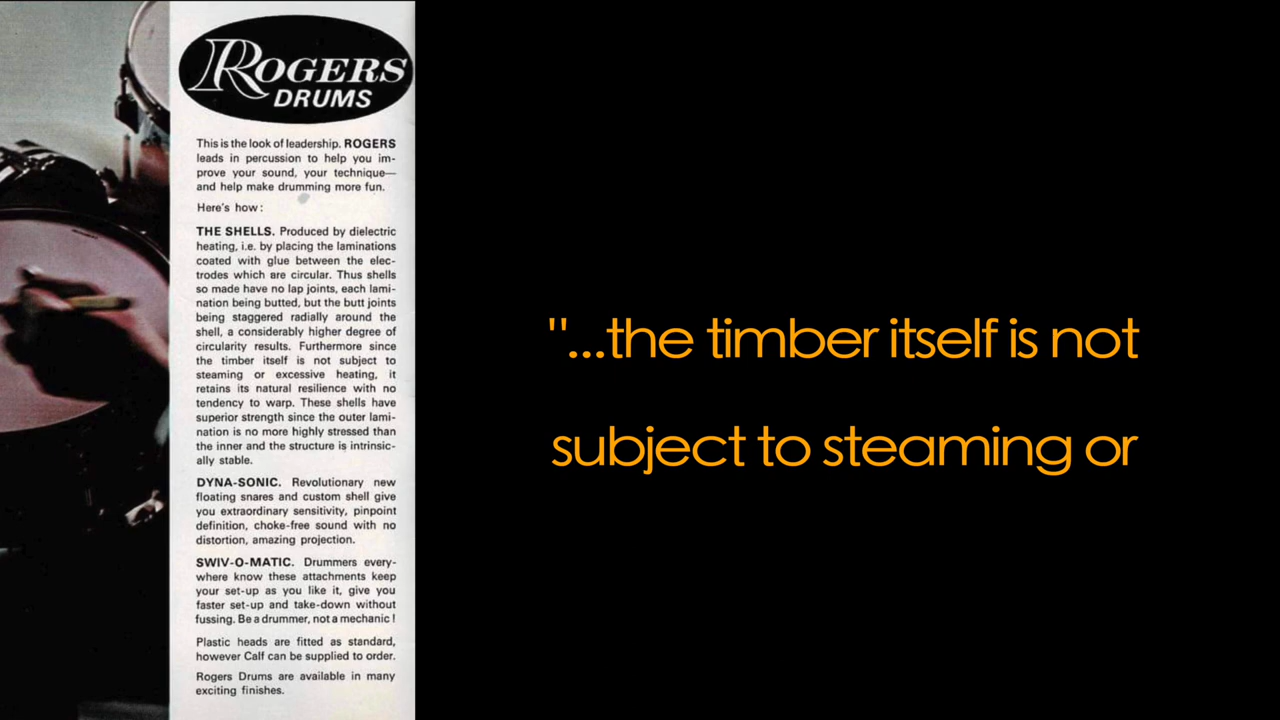 ROGERS
DRUMS
This is the look of leadership. ROGERS
leads in percussion to help you im-
prove your sound, your technique—
and help make drumming more fun.
Here's how:
THE SHELLS. Produced by dielectric
heating, i.e. by placing the laminations
coated with glue between the elec-
trodes which are circular. Thus shells
so made have no lap joints, each lami-
nation being butted, but the butt joints
being staggered radially around the
shell, a considerably higher degree of
circularity results. Furthermore since
the timber itself is not subject to
steaming or excessive heating, it
retains its natural resilience with no
tendency to warp. These shells have
superior strength since the outer lami-
nation is no more highly stressed than
the inner and the structure is intrinsic-
ally stable.
DYNA-SONIC. Revolutionary new
floating snares and custom shell give
you extraordinary sensitivity, pinpoint
definition, choke-free sound with no
distortion, amazing projection.
SWIV-O-MATIC. Drummers every-
where know these attachments keep
your set-up as you like it, give you
faster set-up and take-down without
fussing. Be a drummer, not a mechanic!
Plastic heads are fitted as standard,
however Calf can be supplied to order.
Rogers Drums are available in many
exciting finishes.
"...the timber itself is not
subject to steaming or